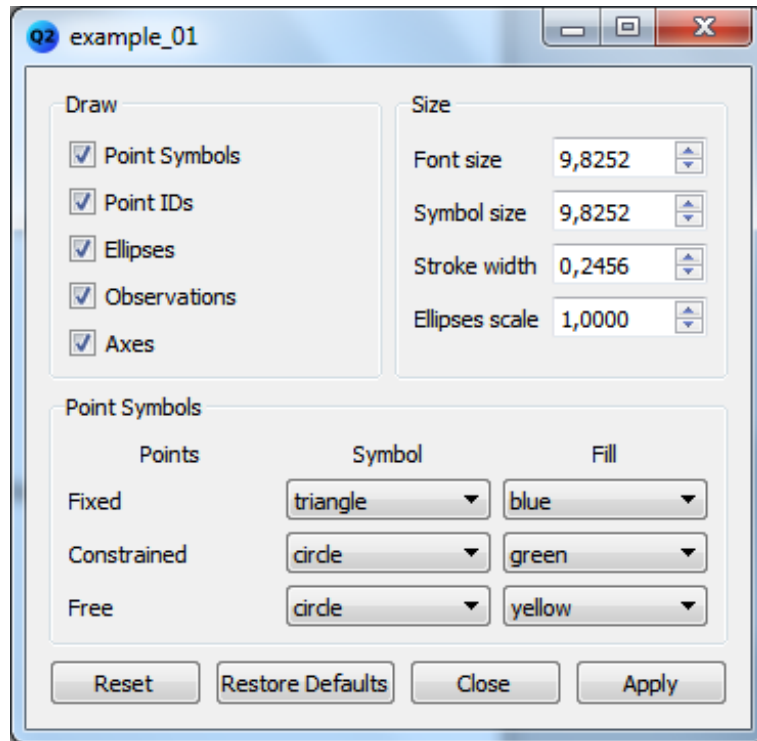 Q2 example_01
Draw
Point Symbols
Point IDs
Ellipses
Observations
Axes
Size
Font size 9,8252
Symbol size 9,8252
Stroke width 0,2456
Ellipses scale 1,0000
Point Symbols
Points Symbol Fill
Fixed triangle blue
Constrained circle green
Free circle yellow
Reset Restore Defaults Close Apply